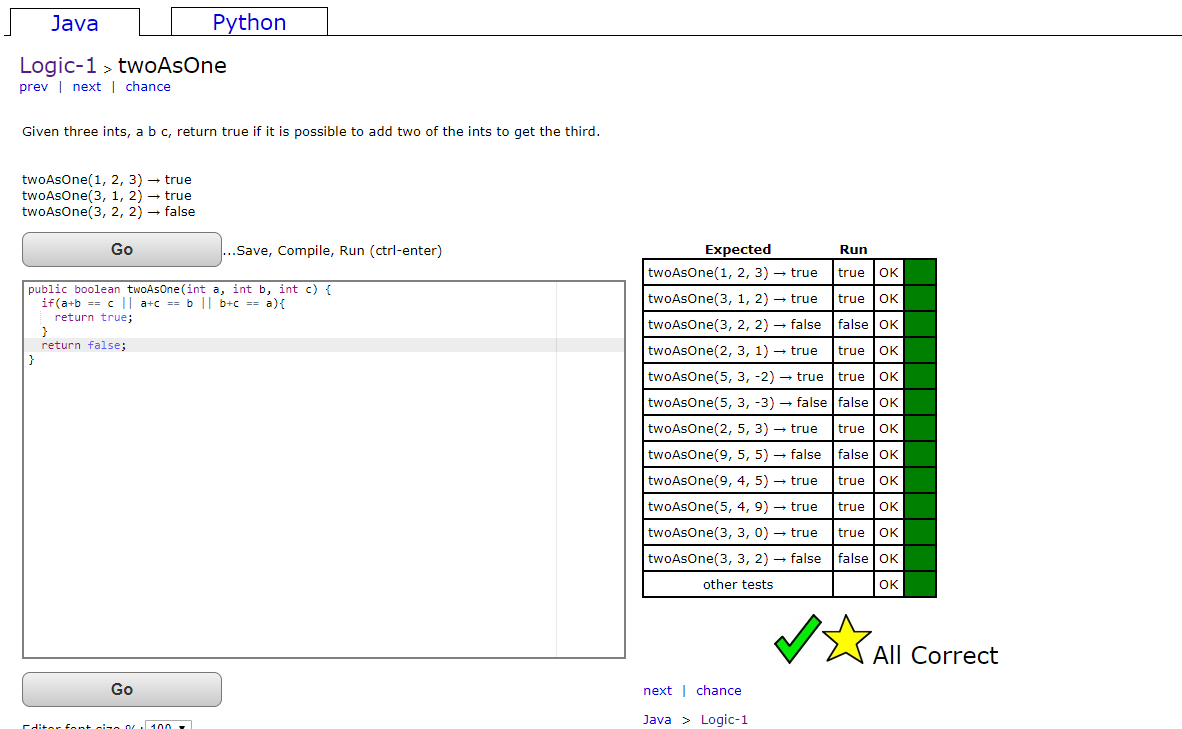 Java
Python
Logic-1 > twoAsOne
prev | next | chance
Given three ints, a b c, return true if it is possible to add two of the ints to get the third.
twoAsOne(1, 2, 3) → true
twoAsOne(3, 1, 2) → true
twoAsOne(3, 2, 2) → false
Go
...Save, Compile, Run (ctrl-enter)
public boolean twoAsOne(int a, int b, int c) {
if(a+b == c || a+c == b || b+c == a){
return true;
}
return false;
}
Go
Editor font size %: 100
Expected Run
twoAsOne(1, 2, 3) → true true OK
twoAsOne(3, 1, 2) → true true OK
twoAsOne(3, 2, 2) → false false OK
twoAsOne(2, 3, 1) → true true OK
twoAsOne(5, 3, -2) → true true OK
twoAsOne(5, 3, -3) → false false OK
twoAsOne(2, 5, 3) → true true OK
twoAsOne(9, 5, 5) → false false OK
twoAsOne(9, 4, 5) → true true OK
twoAsOne(5, 4, 9) → true true OK
twoAsOne(3, 3, 0) → true true OK
twoAsOne(3, 3, 2) → false false OK
other tests OK
All Correct
next | chance
Java > Logic-1